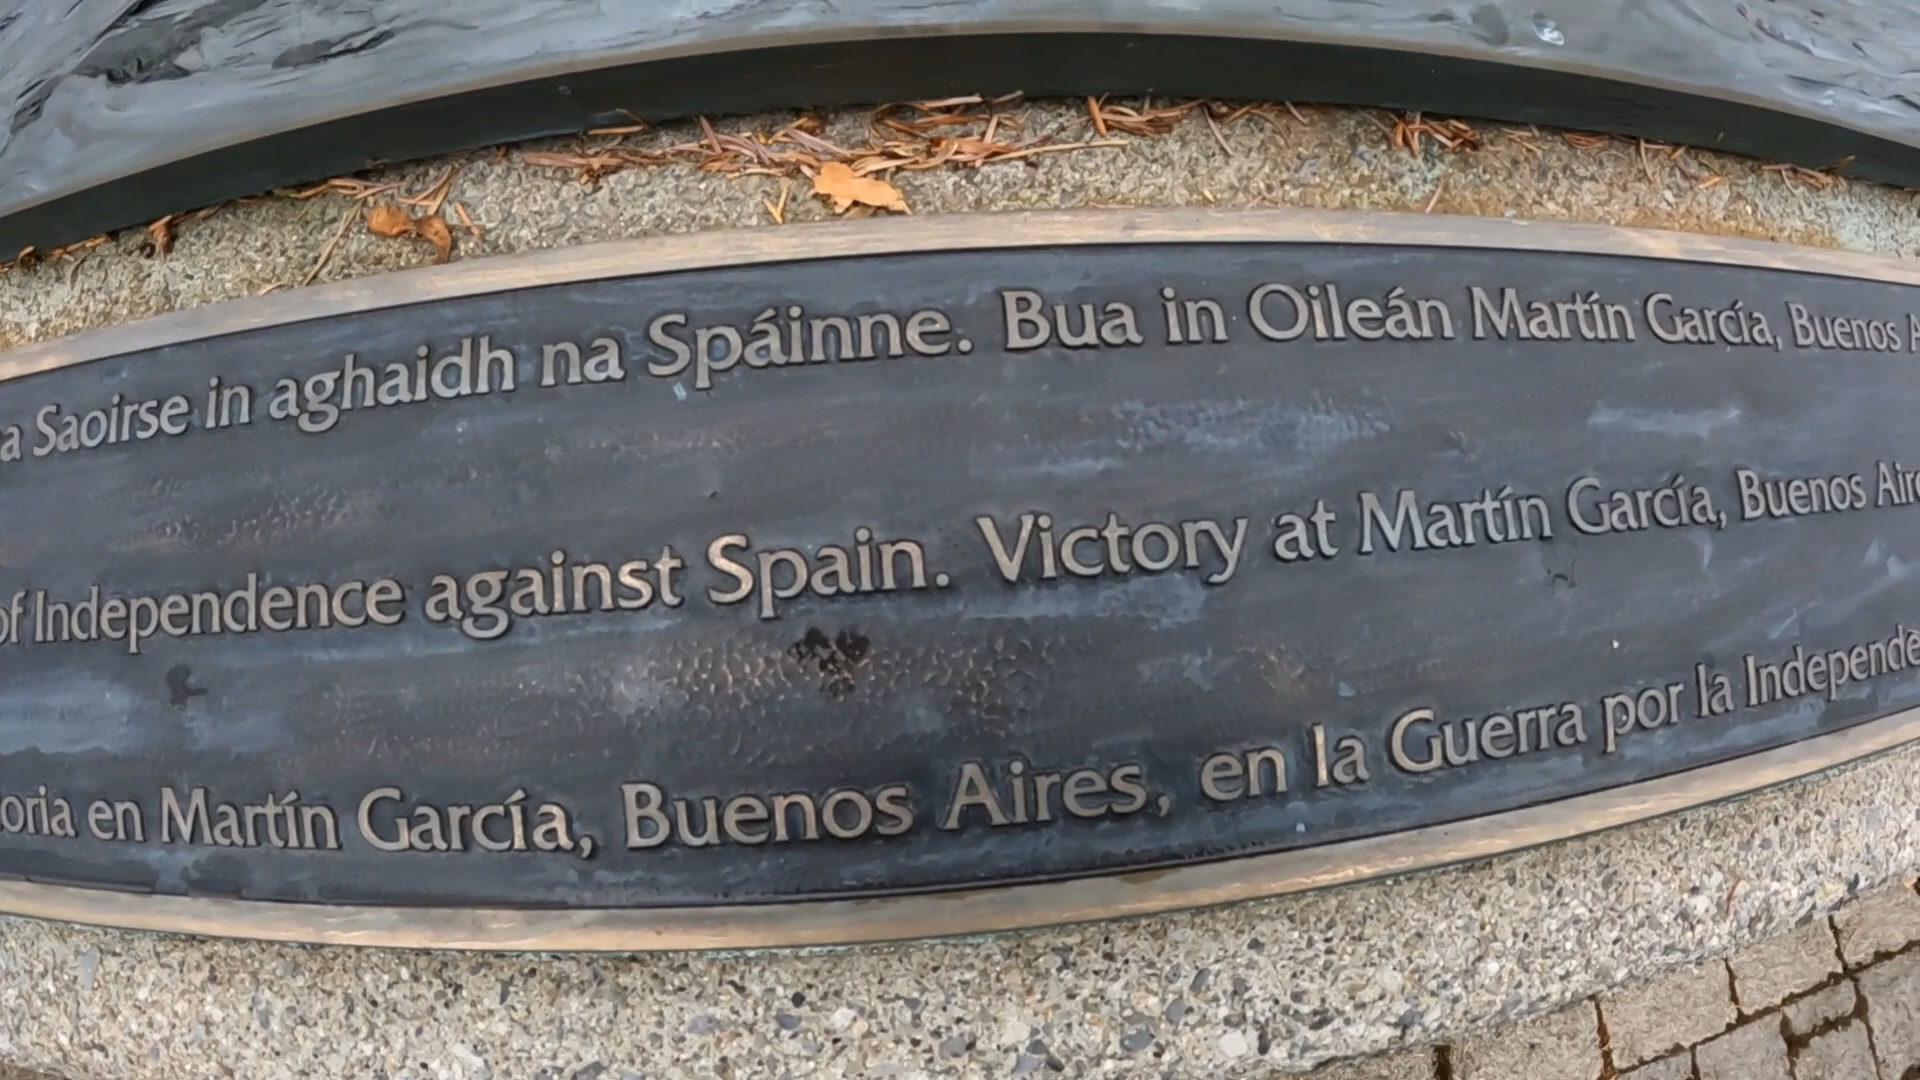 a Saoirse in aghaidh na Spáinne. Bua in Oileán Martín García, Buenos A
of Independence against Spain. Victory at Martín García, Buenos Aire
oria en Martín García, Buenos Aires, en la Guerra por la Independe